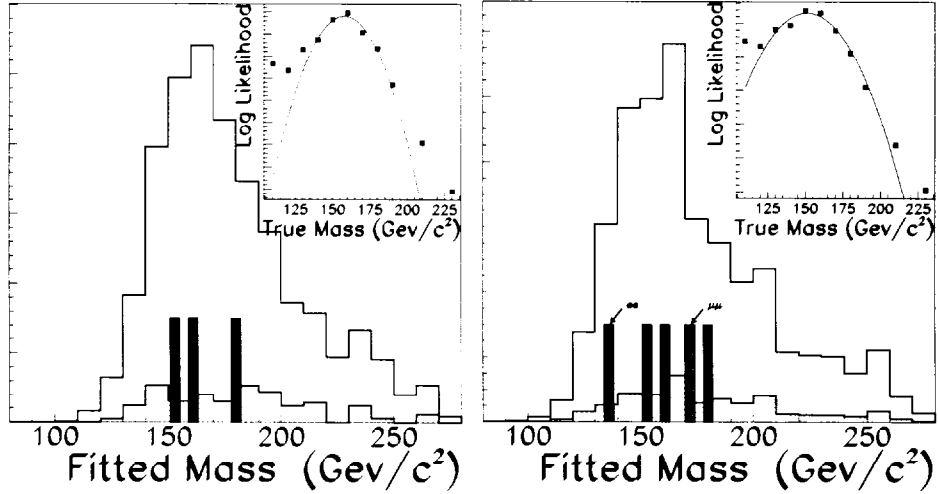 Log Likelihood
125 150 175 200 225
True Mass (Gev/c²)
100 150 200 250
Fitted Mass (Gev/c²)
Log Likelihood
125 150 175 200 225
True Mass (Gev/c²)
ee
μμ
100 150 200 250
Fitted Mass (Gev/c²)